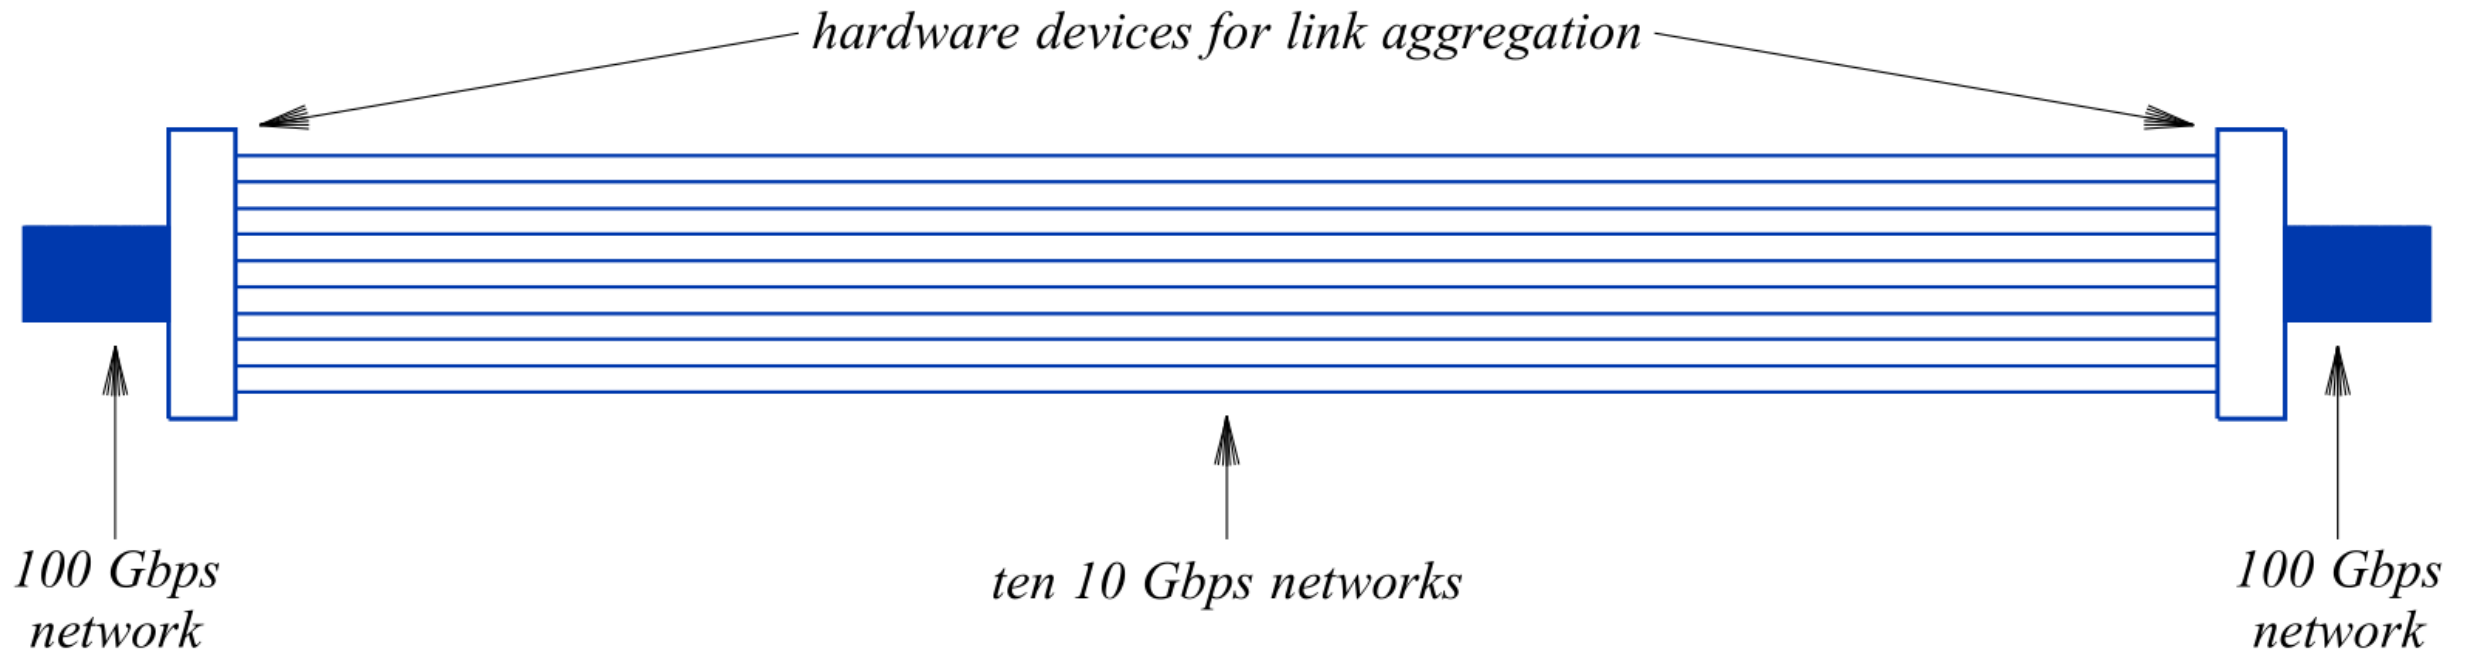 hardware devices for link aggregation
100 Gbps
network
ten 10 Gbps networks
100 Gbps
network